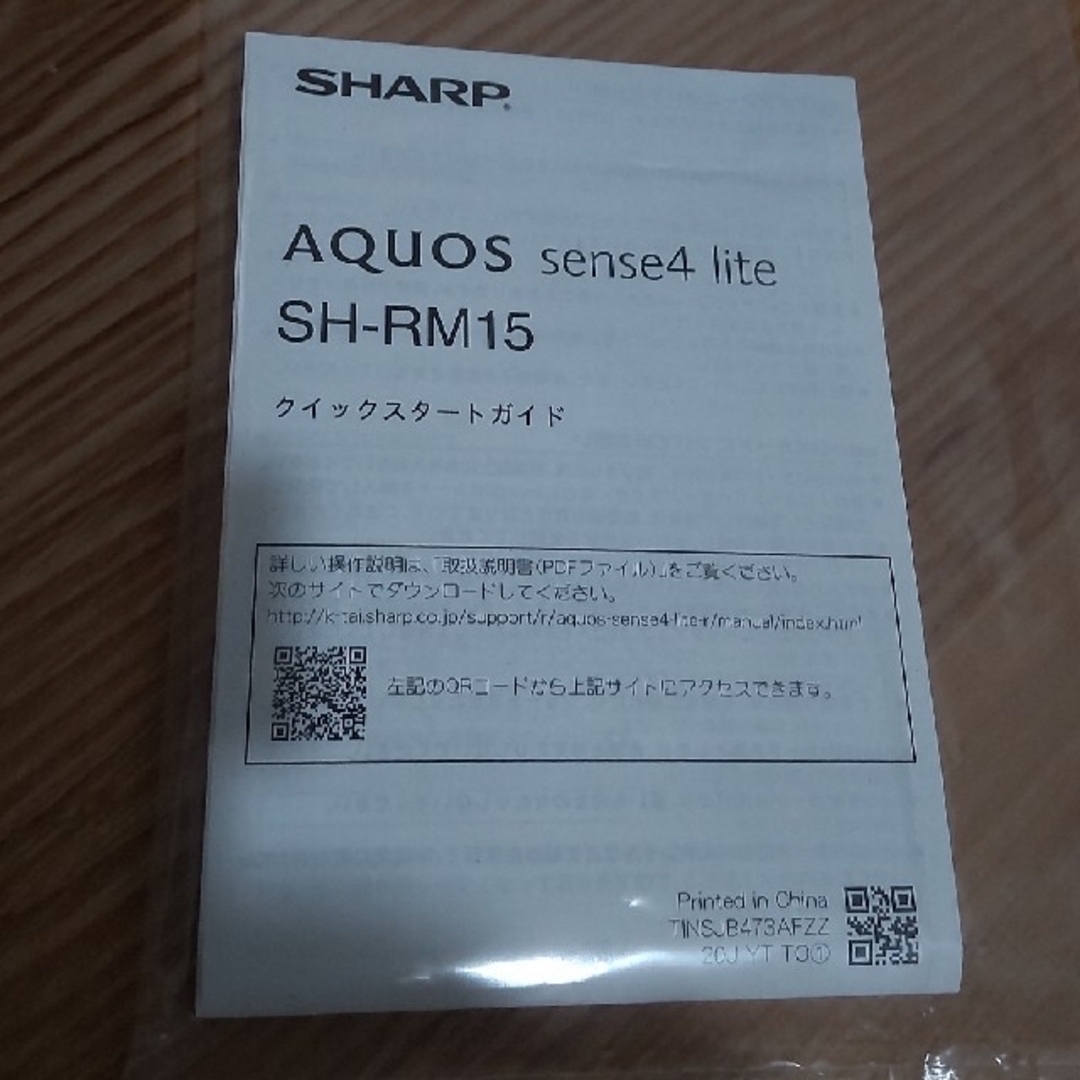 SHARP
AQUOS sense4 lite
SH-RM15
クイックスタートガイド
詳しい操作説明は、「取扱説明書(PDFファイル)」をご覧ください。
次のサイトでダウンロードしてください。
http://k-tai.sharp.co.jp/support/r/aquos-sense4-lite-r/manual/index.html
左記のQRコードから上記サイトにアクセスできます。
Printed in China
TINSJB473AFZZ
20J YT TO①